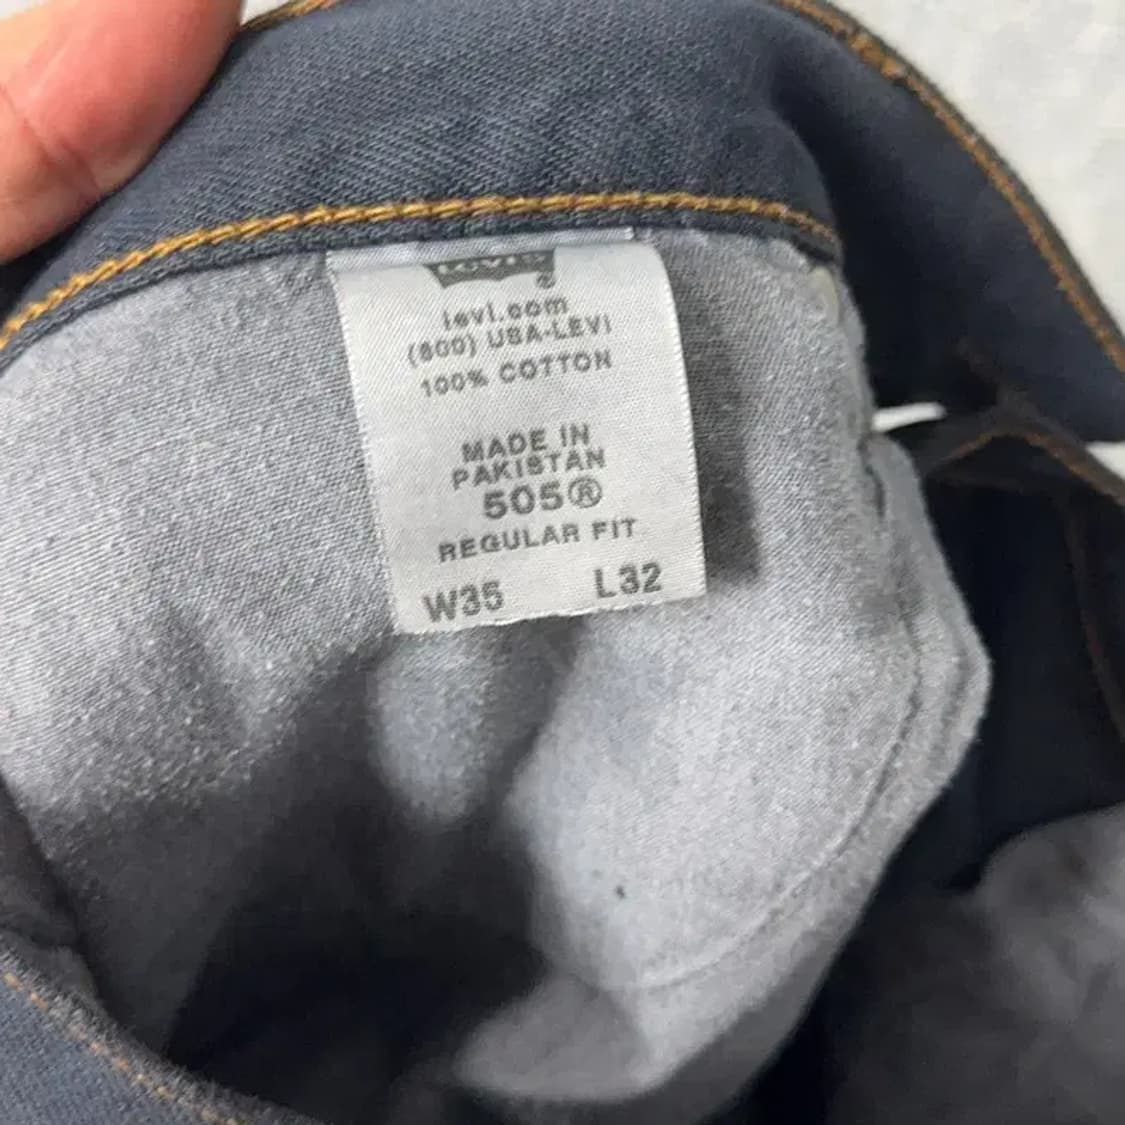 LEVI'S ®
levi.com
(800) USA-LEVI
100% COTTON
MADE IN
PAKISTAN
505®
REGULAR FIT
W35 L32